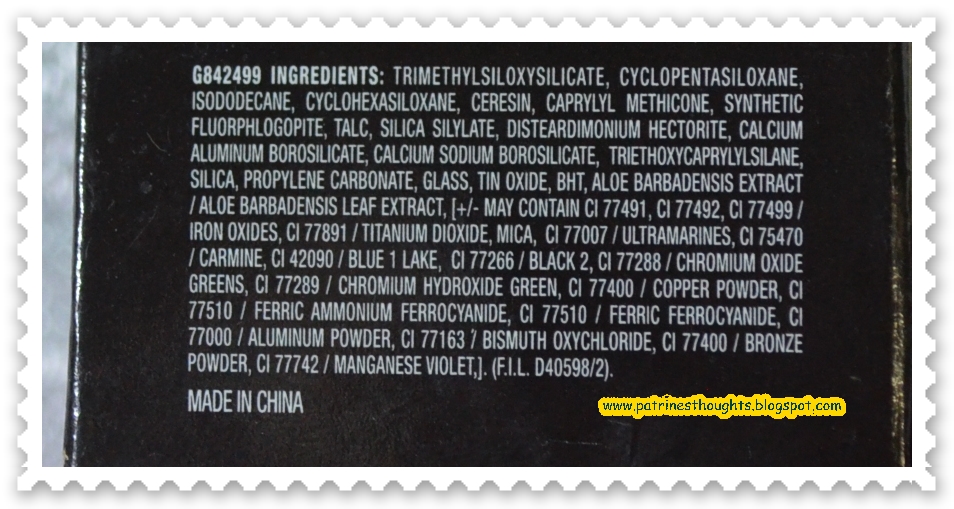 G842499 INGREDIENTS: TRIMETHYLSILOXYSILICATE, CYCLOPENTASILOXANE,
ISODODECANE, CYCLOHEXASILOXANE, CERESIN, CAPRYLYL METHICONE, SYNTHETIC
FLUORPHLOGOPITE, TALC, SILICA SILYLATE, DISTEARDIMONIUM HECTORITE, CALCIUM
ALUMINUM BOROSILICATE, CALCIUM SODIUM BOROSILICATE, TRIETHOXYCAPRYLYLSILANE,
SILICA, PROPYLENE CARBONATE, GLASS, TIN OXIDE, BHT, ALOE BARBADENSIS EXTRACT
/ ALOE BARBADENSIS LEAF EXTRACT, [+/- MAY CONTAIN CI 77491, CI 77492, CI 77499 /
IRON OXIDES, CI 77891 / TITANIUM DIOXIDE, MICA, CI 77007 / ULTRAMARINES, CI 75470
/ CARMINE, CI 42090 / BLUE 1 LAKE, CI 77266 / BLACK 2, CI 77288 / CHROMIUM OXIDE
GREENS, CI 77289 / CHROMIUM HYDROXIDE GREEN, CI 77400 / COPPER POWDER, CI
77510 / FERRIC AMMONIUM FERROCYANIDE, CI 77510 / FERRIC FERROCYANIDE, CI
77000 / ALUMINUM POWDER, CI 77163 / BISMUTH OXYCHLORIDE, CI 77400 / BRONZE
POWDER, CI 77742 / MANGANESE VIOLET,]. (F.I.L. D40598/2).
MADE IN CHINA
www.patrinesthoughts.blogspot.com